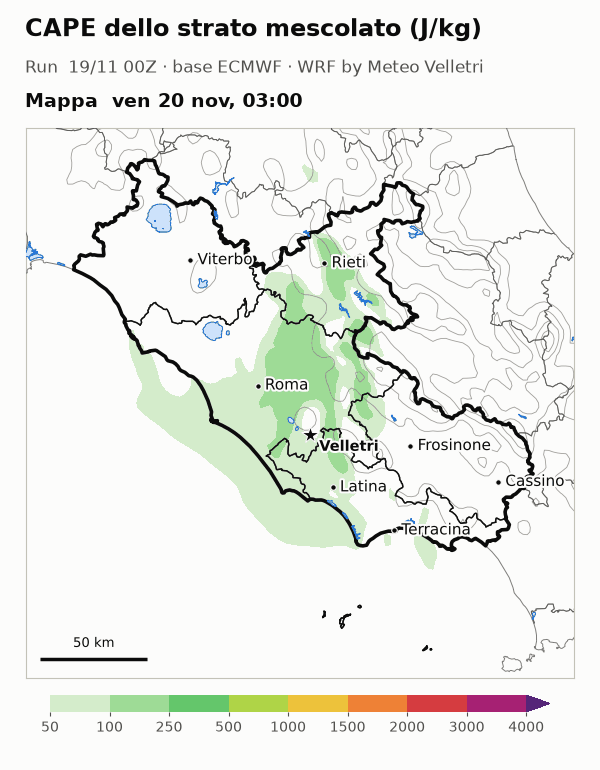 CAPE dello strato mescolato (J/kg)
Run 19/11 00Z · base ECMWF · WRF by Meteo Velletri
Mappa ven 20 nov, 03:00
Viterbo
Rieti
Roma
Velletri
Frosinone
Cassino
Latina
Terracina
50 km
50 100 250 500 1000 1500 2000 3000 4000